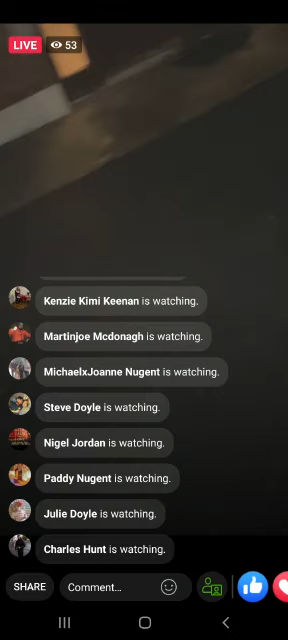 LIVE 53
Kenzie Kimi Keenan is watching.
Martinjoe Mcdonagh is watching.
MichaelxJoanne Nugent is watching.
Steve Doyle is watching.
Nigel Jordan is watching.
Paddy Nugent is watching.
Julie Doyle is watching.
Charles Hunt is watching.
SHARE Comment...